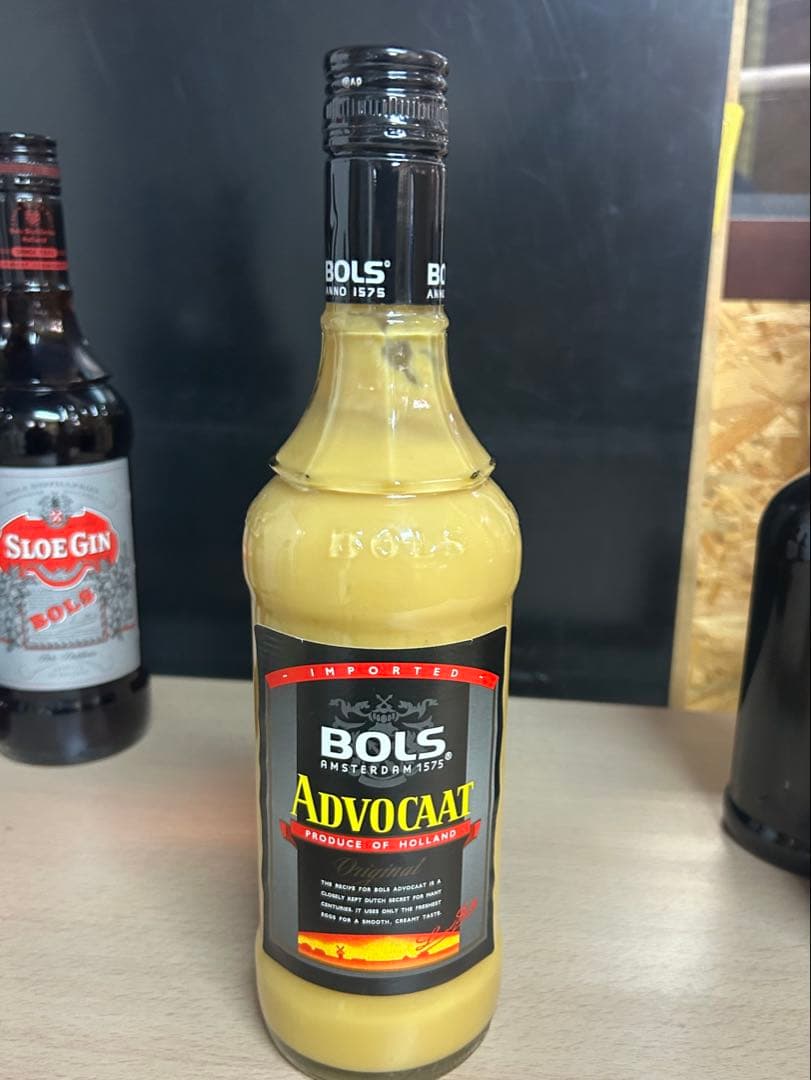 BOLS®
ANNO 1575
BO
AN
BOLS
- IMPORTED -
BOLS®
AMSTERDAM 1575
ADVOCAAT
PRODUCE OF HOLLAND
Original
THE RECIPE FOR BOLS ADVOCAAT IS A
CLOSELY KEPT DUTCH SECRET FOR MANY
CENTURIES. IT USES ONLY THE FRESHEST
EGGS FOR A SMOOTH, CREAMY TASTE.
SLOE GIN
BOLS